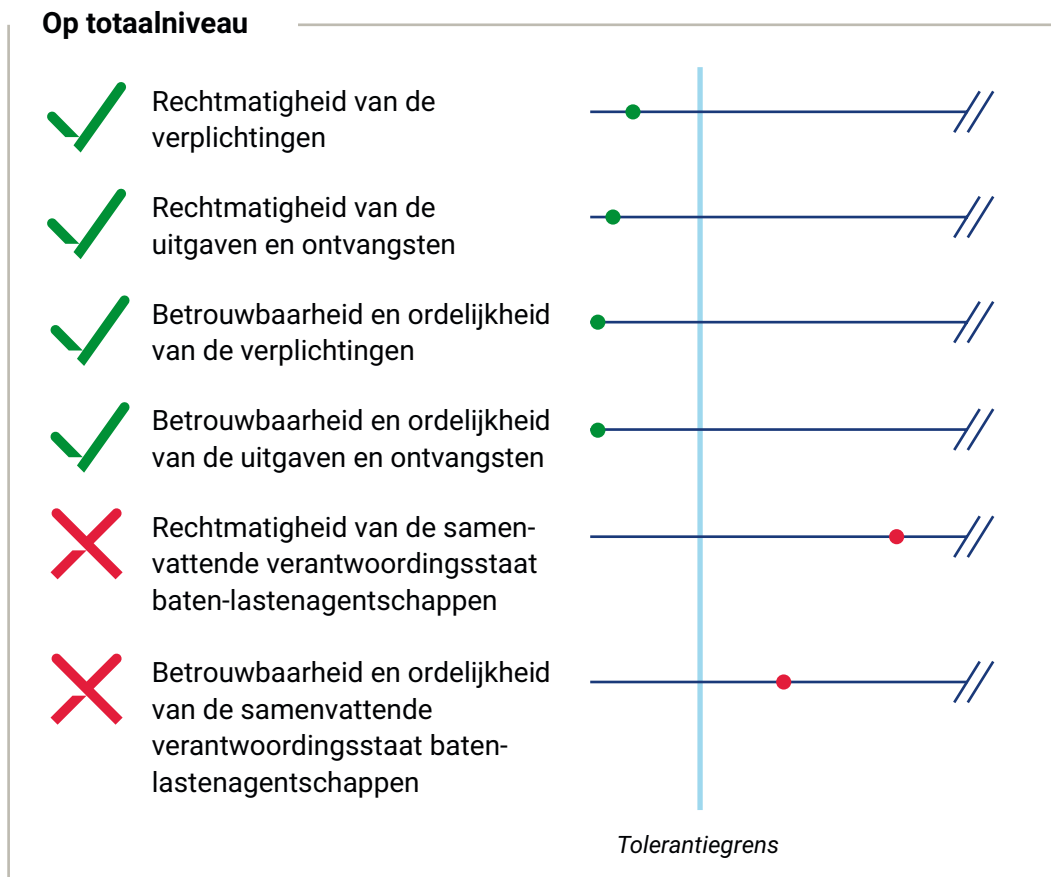 Op totaalniveau
Rechtmatigheid van de
verplichtingen
Rechtmatigheid van de
uitgaven en ontvangsten
Betrouwbaarheid en ordelijkheid
van de verplichtingen
Betrouwbaarheid en ordelijkheid
van de uitgaven en ontvangsten
Rechtmatigheid van de samen-
vattende verantwoordingsstaat
baten-lastenagentschappen
Betrouwbaarheid en ordelijkheid
van de samenvattende
verantwoordingsstaat baten-
lastenagentschappen
Tolerantiegrens